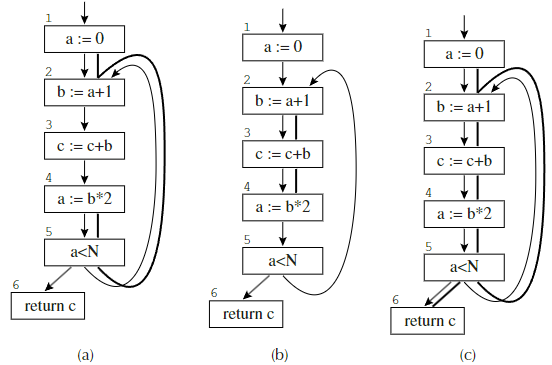 1
a := 0
2
b := a+1
3
c := c+b
4
a := b*2
5
a<N
6
return c
(a)
1
a := 0
2
b := a+1
3
c := c+b
4
a := b*2
5
a<N
6
return c
(b)
1
a := 0
2
b := a+1
3
c := c+b
4
a := b*2
5
a<N
6
return c
(c)